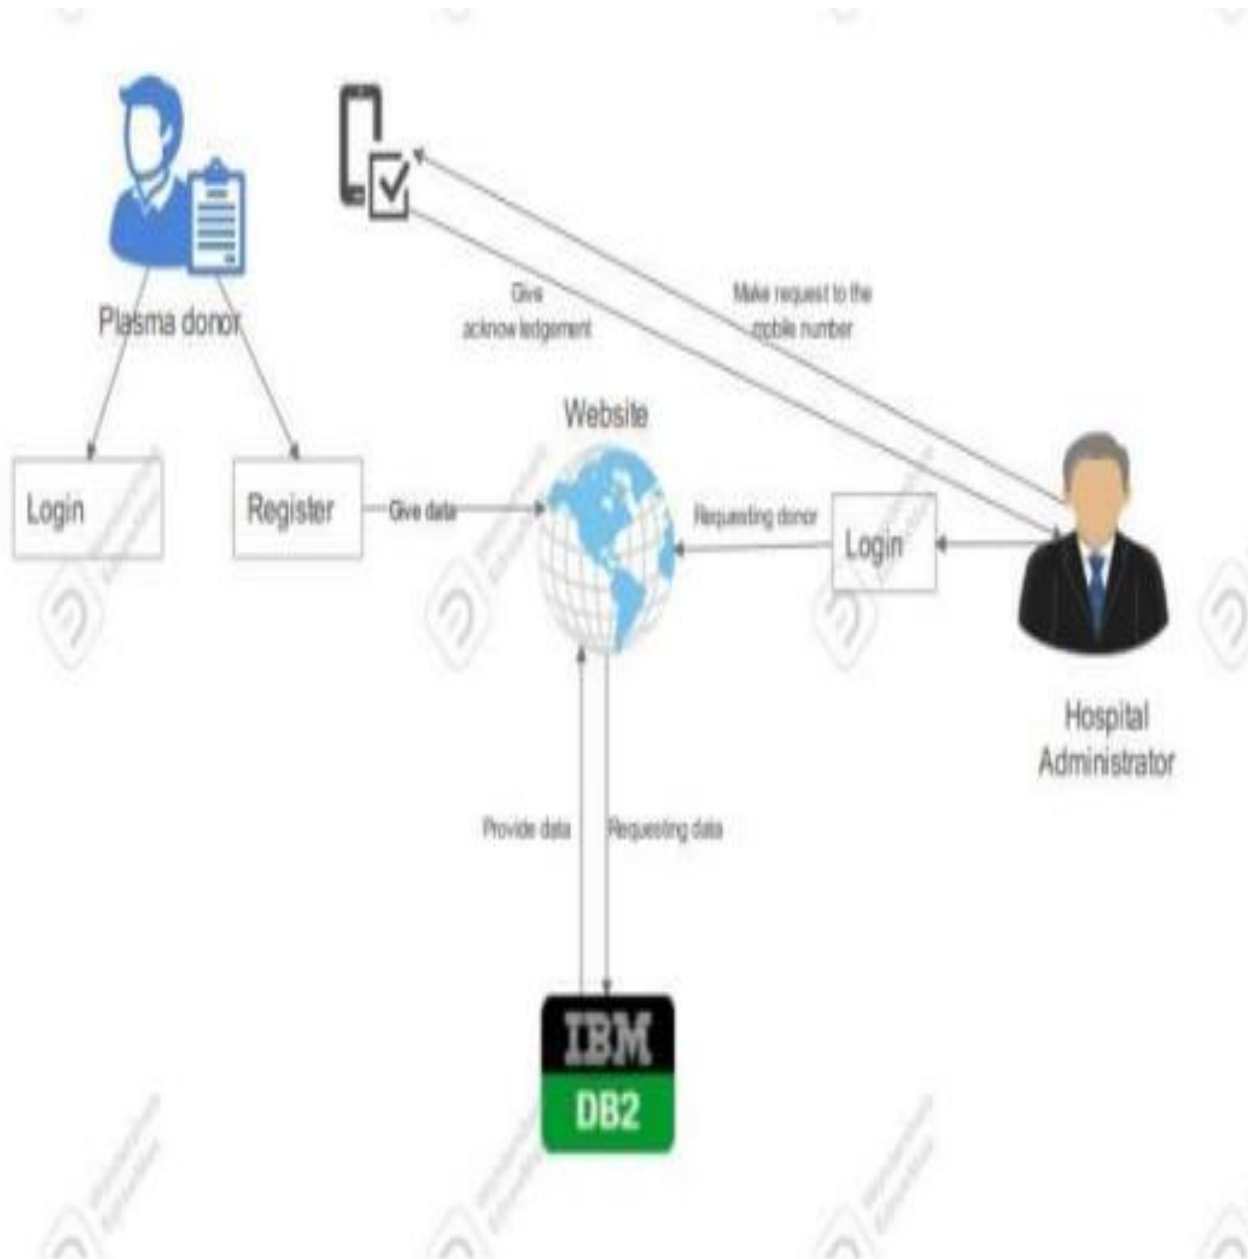 Plasma donor
Give
acknowledgement
Make request to the
mobile number
Website
Login
Register
Give data
Requesting donor
Login
Hospital
Administrator
Provide data
Requesting data
IBM
DB2